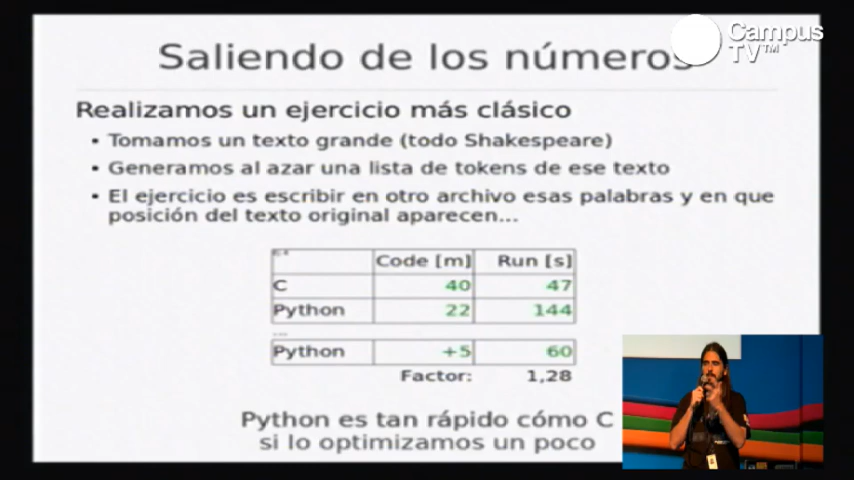 Campus
TV™
Saliendo de los números
Realizamos un ejercicio más clásico
• Tomamos un texto grande (todo Shakespeare)
• Generamos al azar una lista de tokens de ese texto
• El ejercicio es escribir en otro archivo esas palabras y en que
posición del texto original aparecen...
Code [m] Run [s]
C 40 47
Python 22 144
...
Python +5 60
Factor: 1,28
Python es tan rápido cómo C
si lo optimizamos un poco